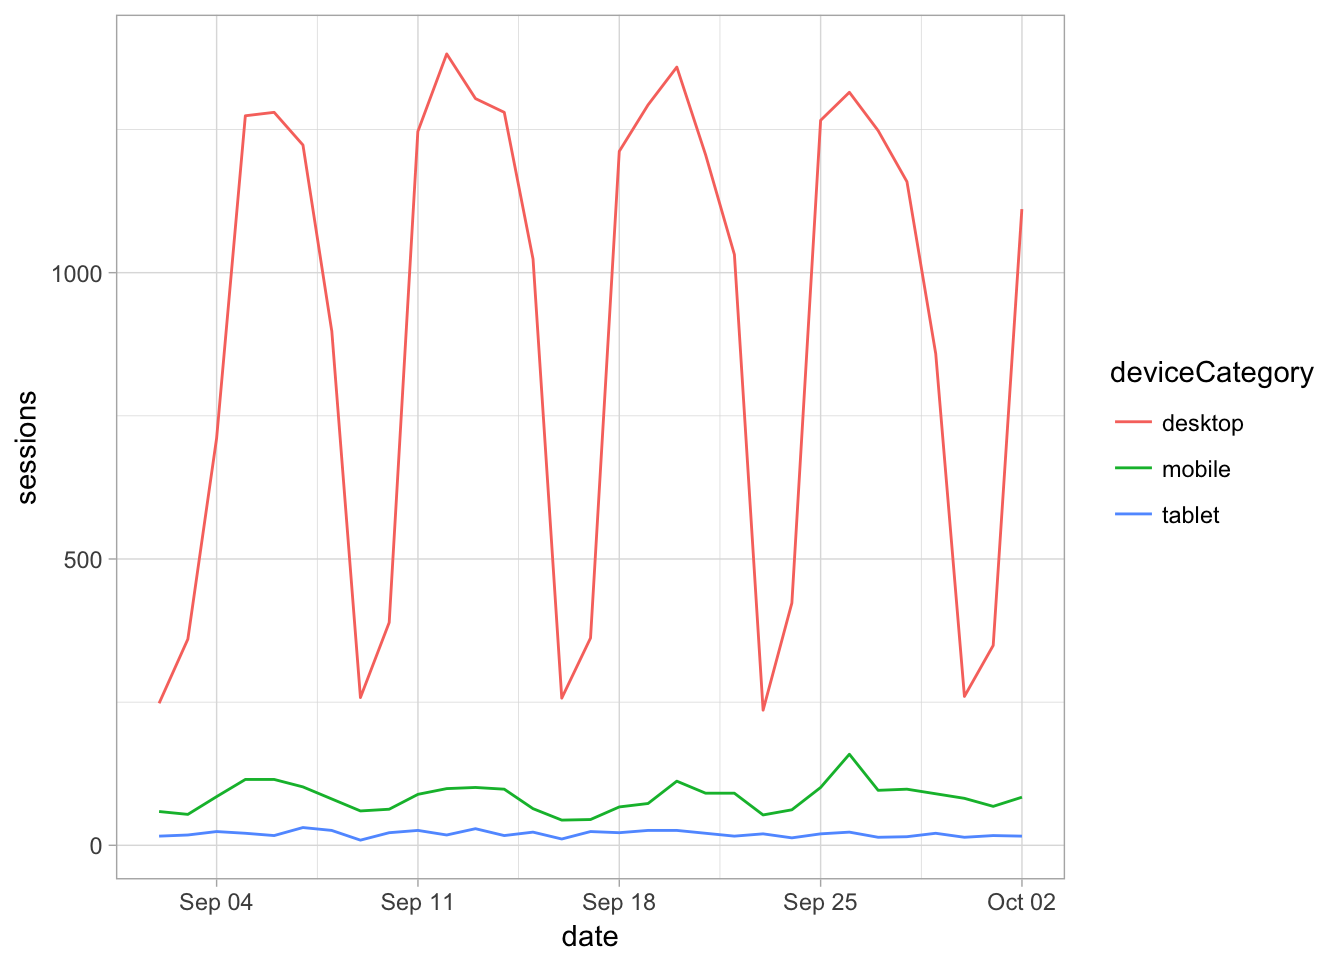 sessions
1000
500
0
Sep 04
Sep 11
Sep 18
Sep 25
Oct 02
date
deviceCategory
desktop
mobile
tablet